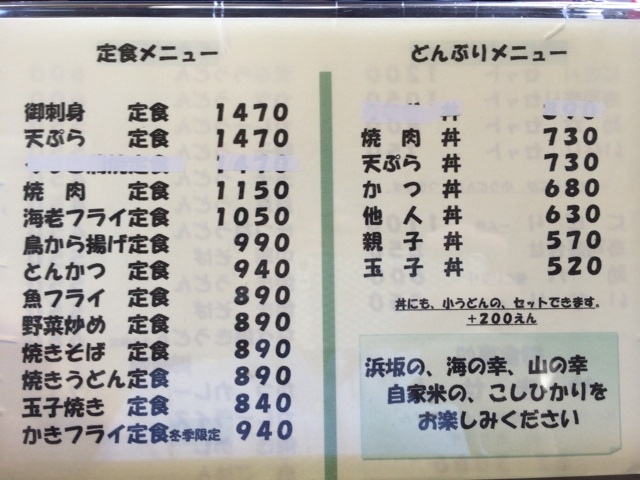 定食メニュー
御刺身 定食 1470
天ぷら 定食 1470
焼肉 定食 1150
海老フライ定食 1050
鳥から揚げ定食 990
とんかつ 定食 940
魚フライ 定食 890
野菜炒め 定食 890
焼きそば 定食 890
焼きうどん定食 890
玉子焼き 定食 840
かきフライ定食冬季限定 940
どんぶりメニュー
丼
焼肉丼 730
天ぷら丼 730
かつ丼 680
他人丼 630
親子丼 570
玉子丼 520
丼にも、小うどんの、セットできます。
+200えん
浜坂の、海の幸、山の幸
自家米の、こしひかりを
お楽しみください